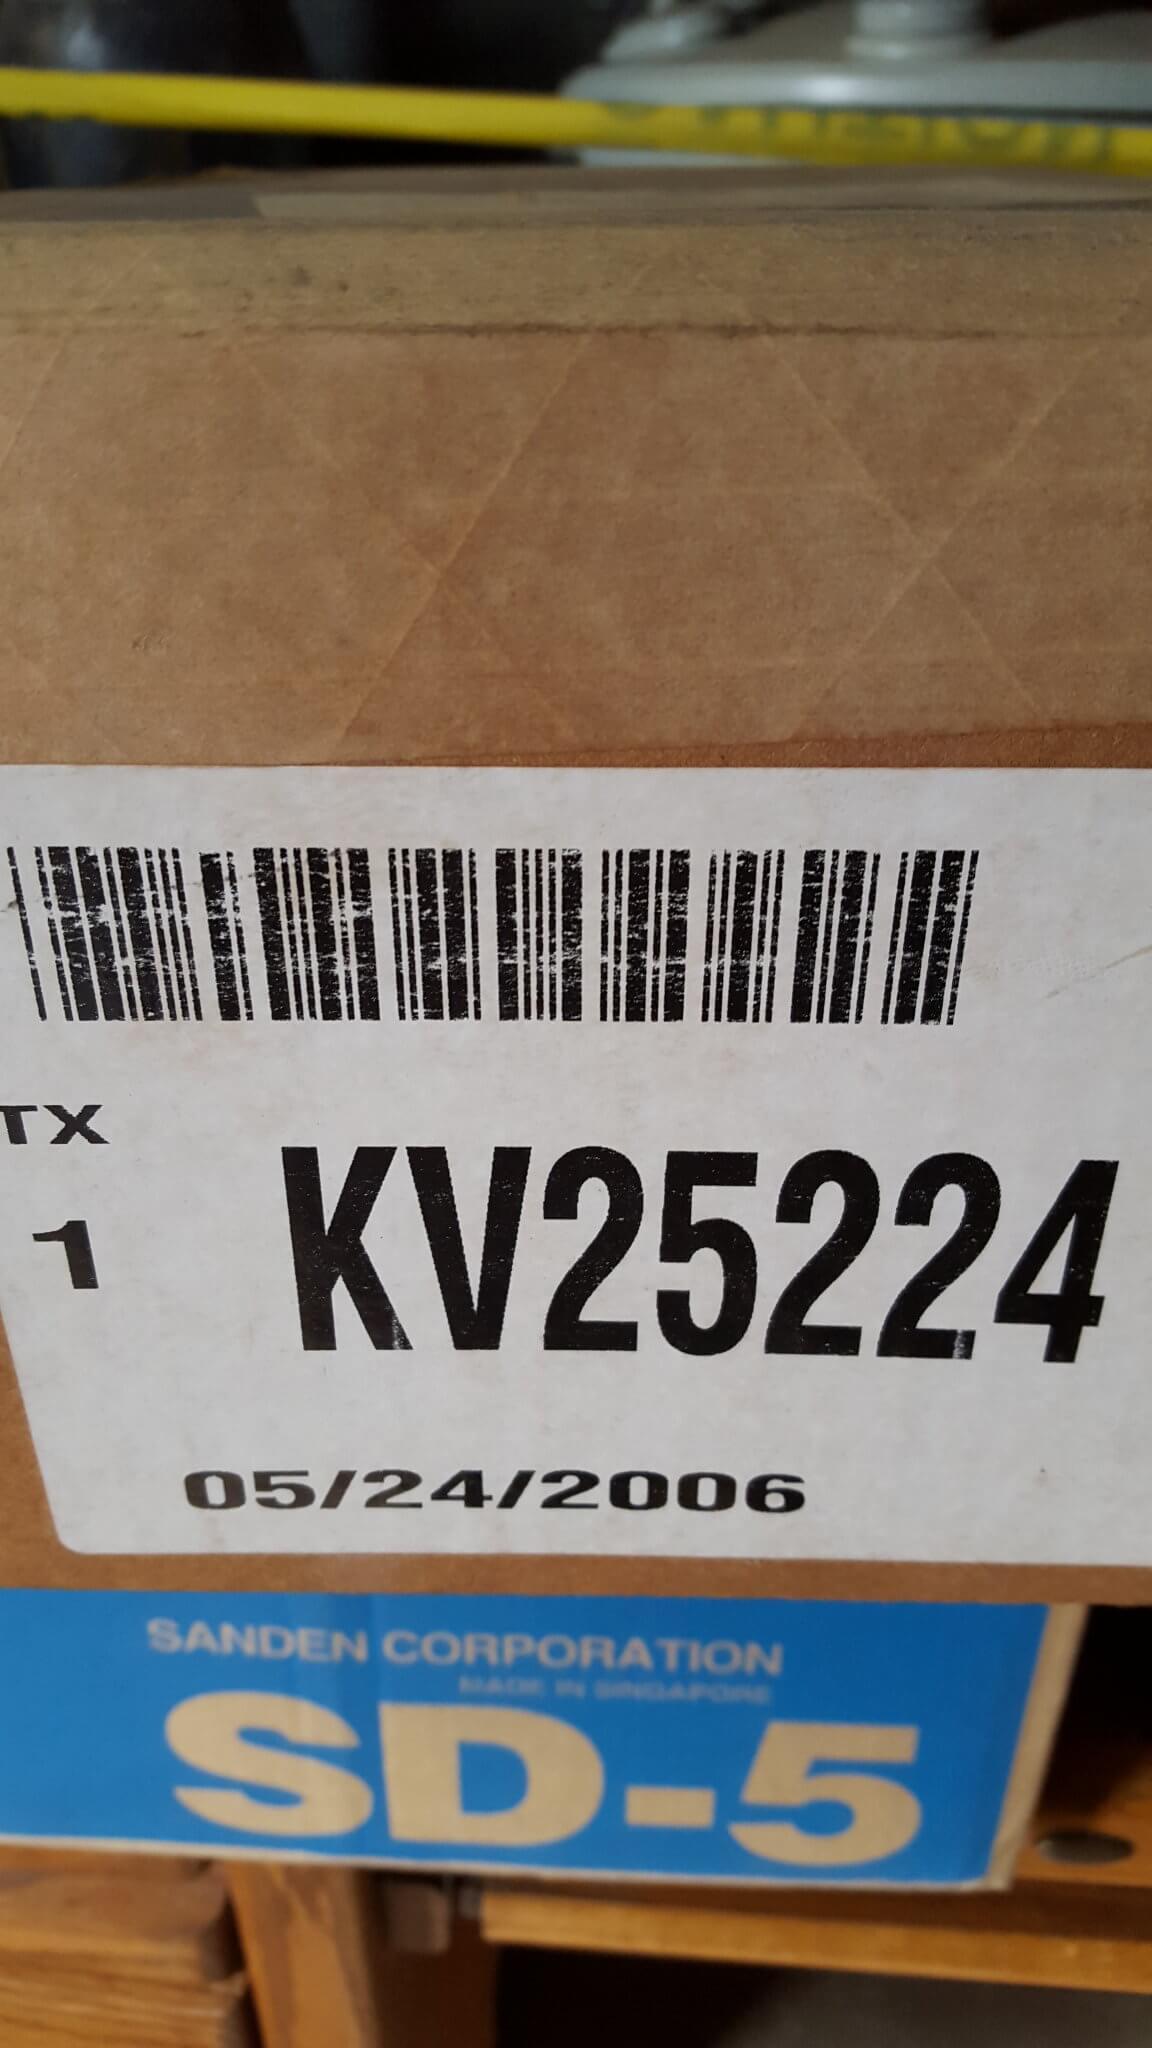 TX
1
KV25224
05/24/2006
SANDEN CORPORATION
MADE IN SINGAPORE
SD-5